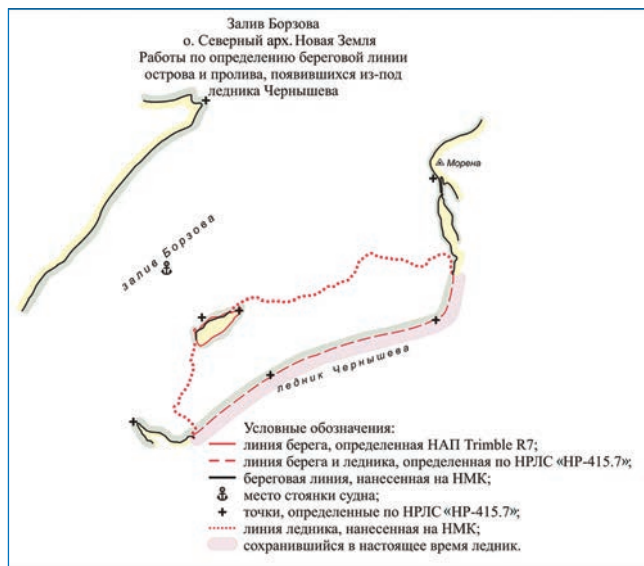 Залив Борзова
о. Северный арх. Новая Земля
Работы по определению береговой линии
острова и пролива, появившихся из-под
ледника Чернышева
Морена
залив Борзова
ледник Чернышева
Условные обозначения:
линия берега, определенная НАП Trimble R7;
линия берега и ледника, определенная по НРЛС «НР-415.7»;
береговая линия, нанесенная на НМК;
место стоянки судна;
точки, определенные по НРЛС «НР-415.7»;
линия ледника, нанесенная на НМК;
сохранившийся в настоящее время ледник.